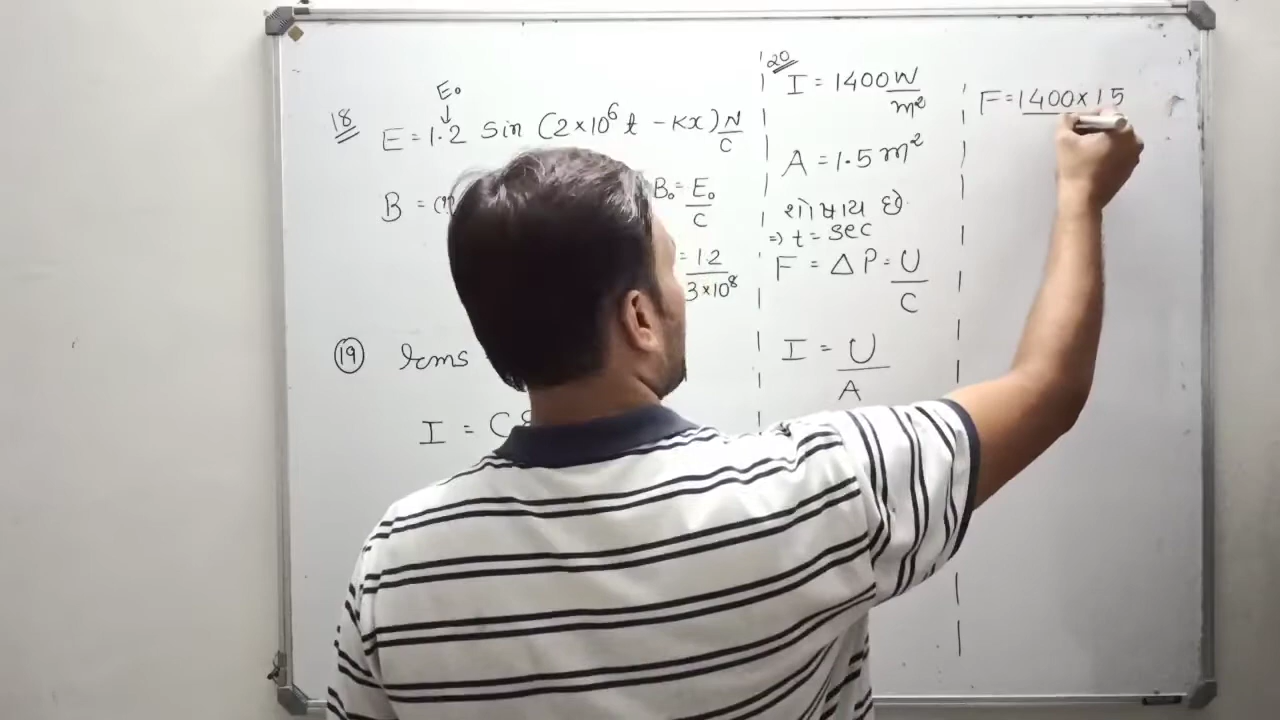 18
E₀
↓
E = 1.2 sin (2×10⁶ t − Kx) N/C
B = (
B₀ = E₀/C
= 1.2/3×10⁸
19 rms
I = C
20
I = 1400 W/m²
A = 1.5 m²
શોષાય છે
⇒ t = sec
F = ΔP = U/C
I = U/A
F = 1400×1.5